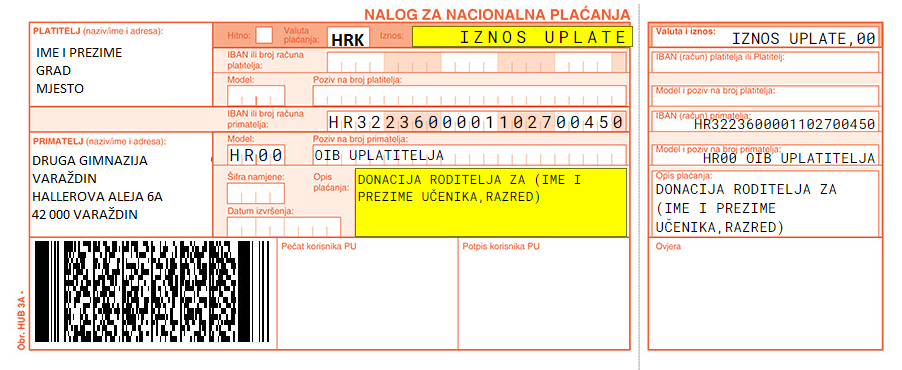 NALOG ZA NACIONALNA PLAĆANJA
PLATITELJ (naziv/ime i adresa):
IME I PREZIME
GRAD
MJESTO
Hitno:
Valuta plaćanja:
HRK
Iznos:
IZNOS UPLATE
IBAN ili broj računa platitelja:
Model:
Poziv na broj platitelja:
IBAN ili broj računa primatelja:
HR3223600001102700450
PRIMATELJ (naziv/ime i adresa):
DRUGA GIMNAZIJA
VARAŽDIN
HALLEROVA ALEJA 6A
42 000 VARAŽDIN
Model:
HR00
Poziv na broj primatelja:
OIB UPLATITELJA
Šifra namjene:
Opis plaćanja:
DONACIJA RODITELJA ZA (IME I
PREZIME UČENIKA,RAZRED)
Datum izvršenja:
Pečat korisnika PU
Potpis korisnika PU
Obr. HUB 3A -
Valuta i iznos:
IZNOS UPLATE,00
IBAN (račun) platitelja ili Platitelj:
Model i poziv na broj platitelja:
IBAN (račun) primatelja:
HR3223600001102700450
Model i poziv na broj primatelja:
HR00 OIB UPLATITELJA
Opis plaćanja:
DONACIJA RODITELJA ZA
(IME I PREZIME
UČENIKA,RAZRED)
Ovjera